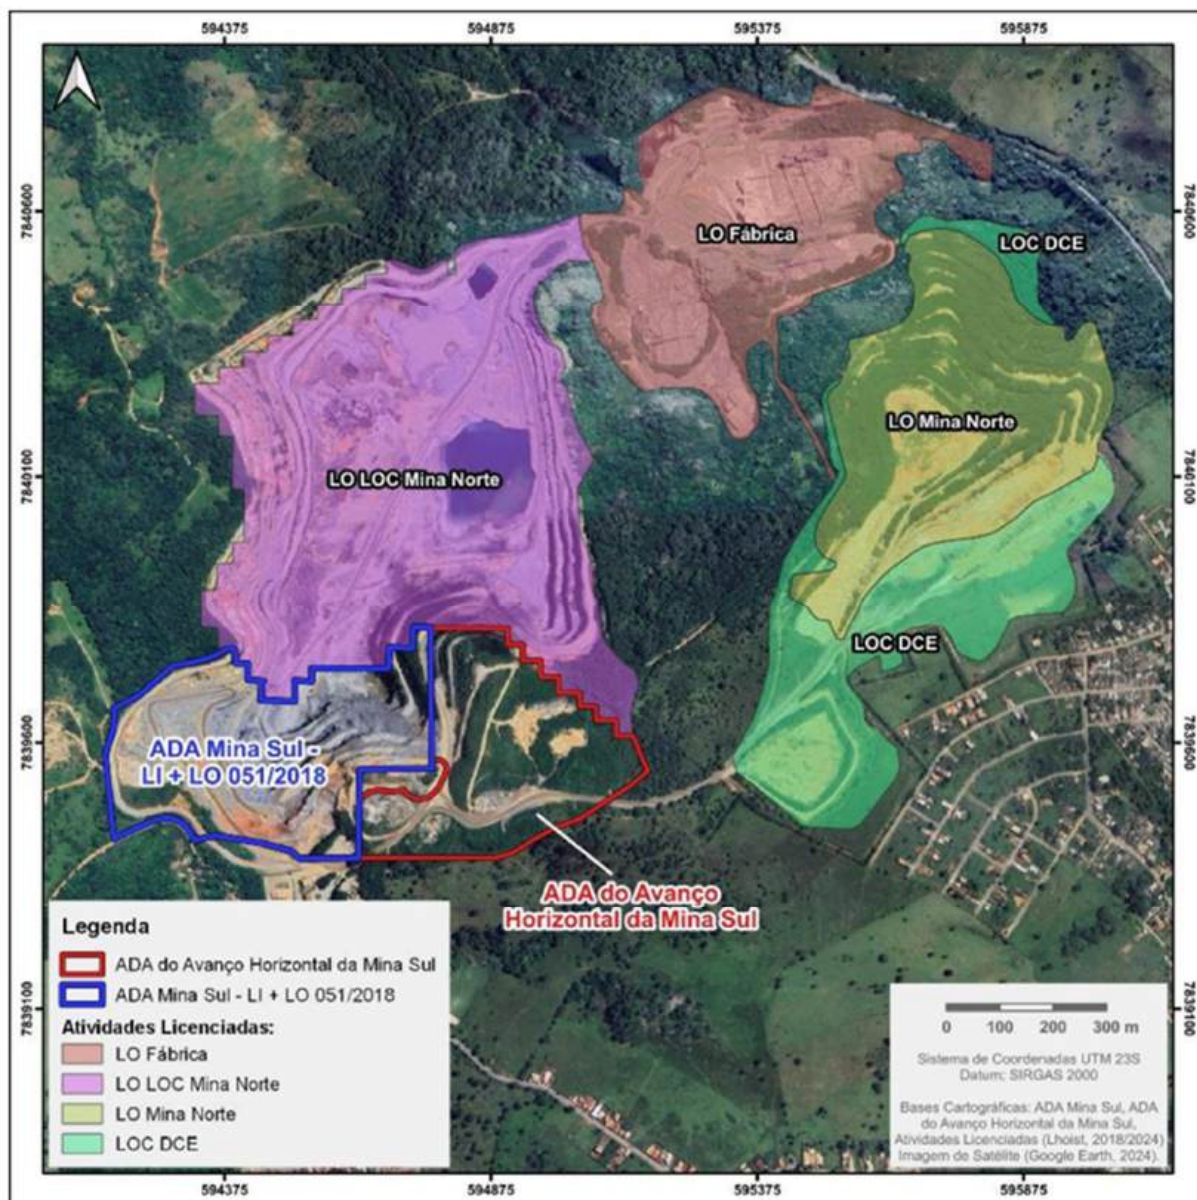 594375
594875
595375
595875
7840600
7840600
LO Fábrica
LOC DCE
LO Mina Norte
7840100
LO LOC Mina Norte
7840100
LOC DCE
7839600
ADA Mina Sul -
LI + LO 051/2018
7839600
ADA do Avanço
Horizontal da Mina Sul
Legenda
ADA do Avanço Horizontal da Mina Sul
ADA Mina Sul - LI + LO 051/2018
Atividades Licenciadas:
LO Fábrica
LO LOC Mina Norte
LO Mina Norte
LOC DCE
7839100
0 100 200 300 m
Sistema de Coordenadas UTM 23S
Datum: SIRGAS 2000
Bases Cartográficas: ADA Mina Sul, ADA
do Avanço Horizontal da Mina Sul,
Atividades Licenciadas (Lhoist, 2018/2024)
Imagem de Satélite (Google Earth, 2024).
7839100
594375
594875
595375
595875